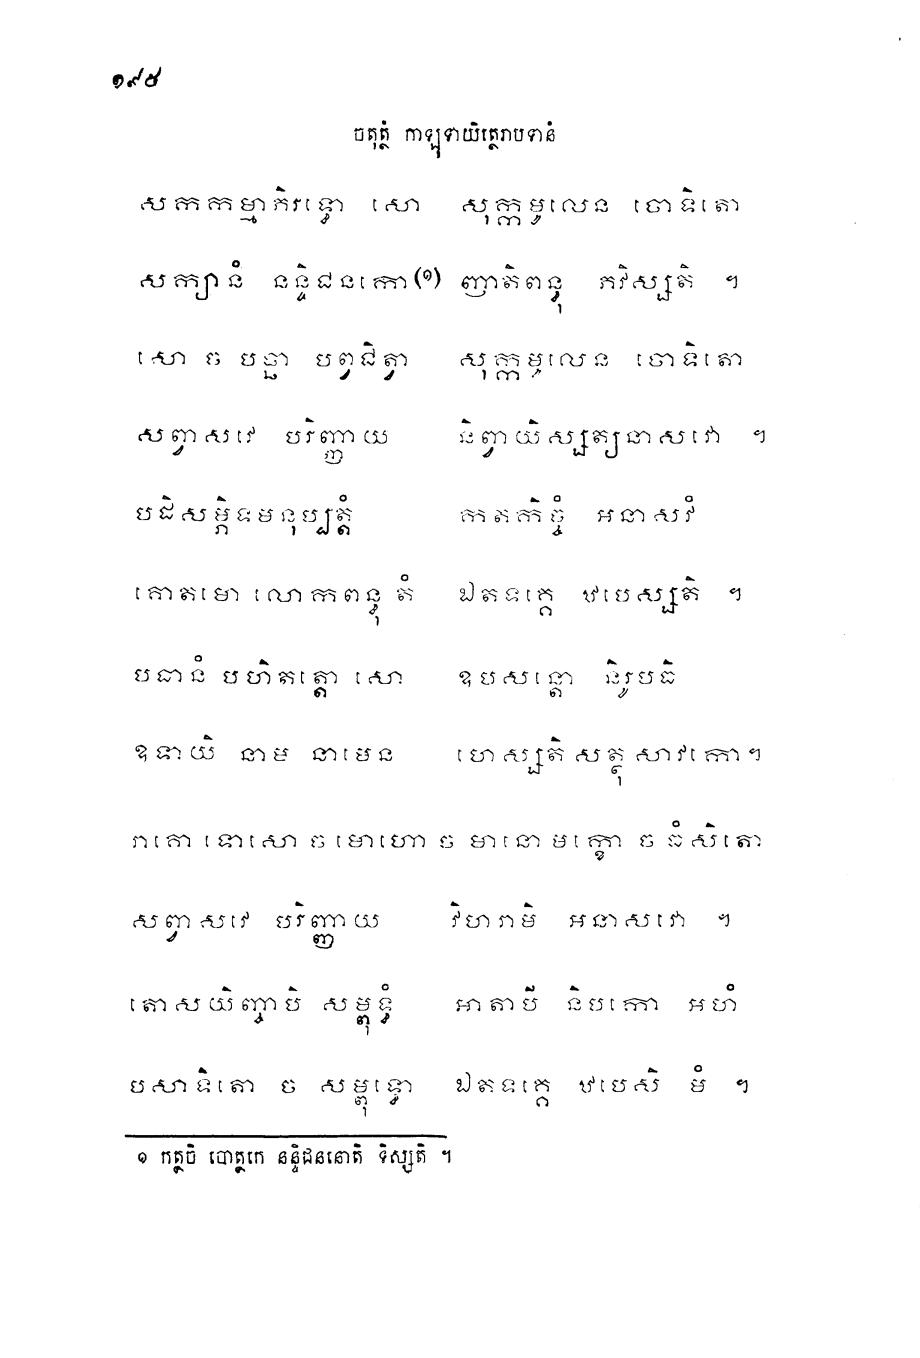 ១៩៥
ចតុត្ថំ កាឡុទាយិត្ថេរាបទានំ
សកកម្មាភិរទ្ធោ សោ សុក្កមូលេន ចោទិតោ
សក្យានំ នន្ទិជនកោ(១) ញាតិពន្ធុ ភវិស្សតិ ។
សោ ច បច្ឆា បព្វជិត្វា សុក្កមូលេន ចោទិតោ
សព្វាសវេ បរិញ្ញាយ និព្វាយិស្សត្យនាសវោ ។
បដិសម្ភិទមនុប្បត្តំ កតកិច្ចំ អនាសវំ
គោតមោ លោកពន្ធុ តំ ឯតទគ្គេ ឋបេស្សតិ ។
បធានំ បហិតត្តោ សោ ឧបសន្តោ និរូបធិ
ឧទាយិ នាម នាមេន ហេស្សតិ សត្ថុ សាវកោ។
រាគោ ទោសោ ច មោហោ ច មានោ មក្ខោ ច ធំសិតោ
សព្វាសវេ បរិញ្ញាយ វិហរាមិ អនាសវោ ។
តោសយិញ្ចាបិ សម្ពុទ្ធំ អាតាបី និបកោ អហំ
បសាទិតោ ច សម្ពុទ្ធោ ឯតទគ្គេ ឋបេសិ មំ ។
១ កត្ថចិ បោត្ថកេ នន្ទិជននោតិ ទិស្សតិ ។